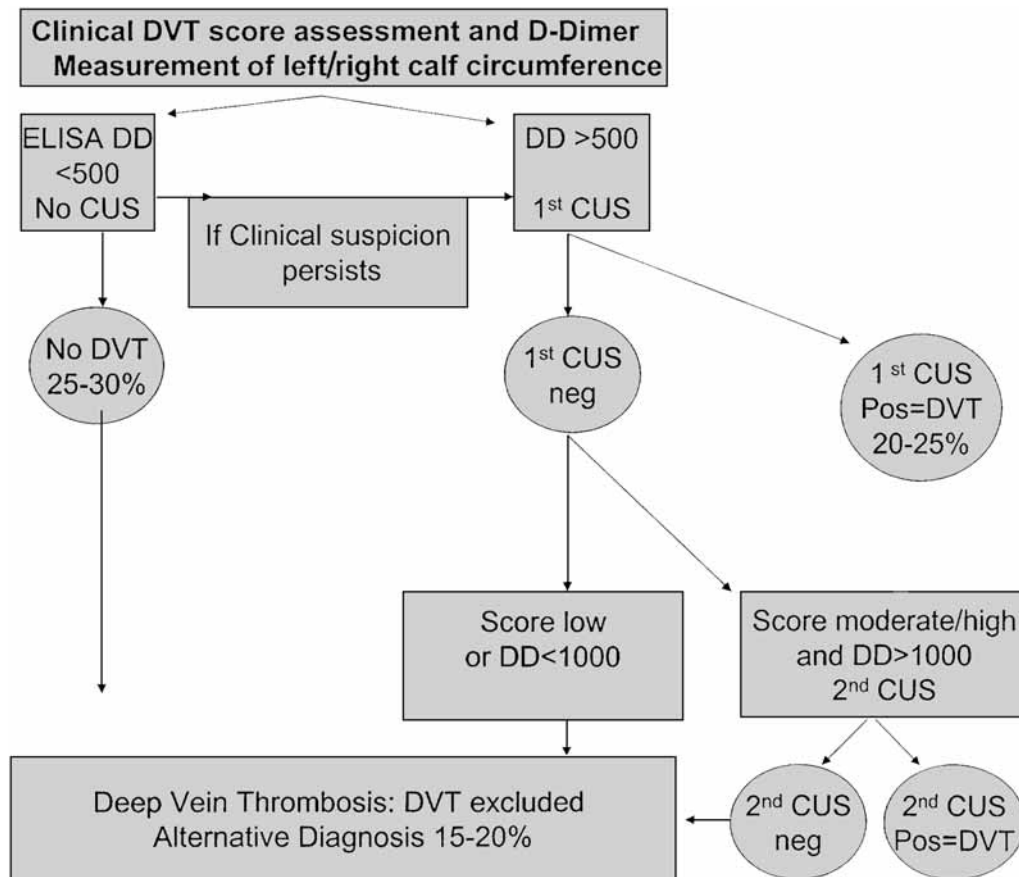 Clinical DVT score assessment and D-Dimer
Measurement of left/right calf circumference
ELISA DD
<500
No CUS
DD >500
1st CUS
If Clinical suspicion
persists
No DVT
25-30%
1st CUS
neg
1st CUS
Pos=DVT
20-25%
Score low
or DD<1000
Score moderate/high
and DD>1000
2nd CUS
Deep Vein Thrombosis: DVT excluded
Alternative Diagnosis 15-20%
2nd CUS
neg
2nd CUS
Pos=DVT